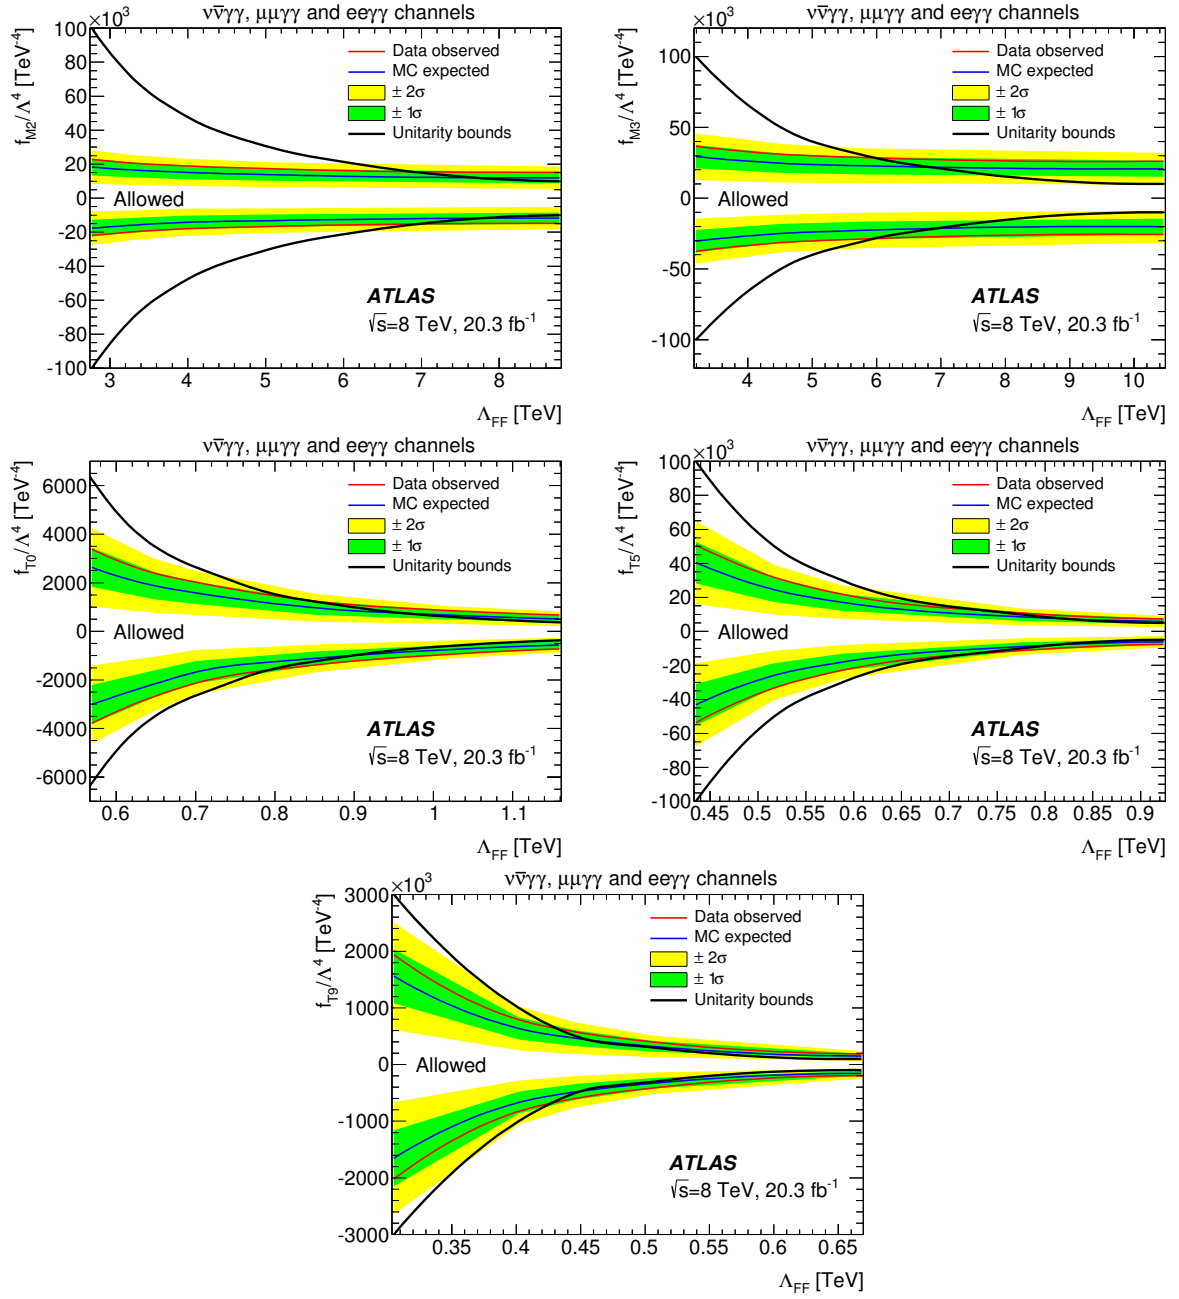 νν̅γγ, μμγγ and eeγγ channels
×10³
f_M2/Λ⁴ [TeV⁻⁴]
100
80
60
40
20
0
-20
-40
-60
-80
-100
Data observed
MC expected
± 2σ
± 1σ
Unitarity bounds
Allowed
ATLAS
√s=8 TeV, 20.3 fb⁻¹
3 4 5 6 7 8
Λ_FF [TeV]
νν̅γγ, μμγγ and eeγγ channels
×10³
f_M3/Λ⁴ [TeV⁻⁴]
100
50
0
-50
-100
Data observed
MC expected
± 2σ
± 1σ
Unitarity bounds
Allowed
ATLAS
√s=8 TeV, 20.3 fb⁻¹
4 5 6 7 8 9 10
Λ_FF [TeV]
νν̅γγ, μμγγ and eeγγ channels
f_T0/Λ⁴ [TeV⁻⁴]
6000
4000
2000
0
-2000
-4000
-6000
Data observed
MC expected
± 2σ
± 1σ
Unitarity bounds
Allowed
ATLAS
√s=8 TeV, 20.3 fb⁻¹
0.6 0.7 0.8 0.9 1 1.1
Λ_FF [TeV]
νν̅γγ, μμγγ and eeγγ channels
×10³
f_T5/Λ⁴ [TeV⁻⁴]
100
80
60
40
20
0
-20
-40
-60
-80
-100
Data observed
MC expected
± 2σ
± 1σ
Unitarity bounds
Allowed
ATLAS
√s=8 TeV, 20.3 fb⁻¹
0.45 0.5 0.55 0.6 0.65 0.7 0.75 0.8 0.85 0.9
Λ_FF [TeV]
νν̅γγ, μμγγ and eeγγ channels
×10³
f_T9/Λ⁴ [TeV⁻⁴]
3000
2000
1000
0
-1000
-2000
-3000
Data observed
MC expected
± 2σ
± 1σ
Unitarity bounds
Allowed
ATLAS
√s=8 TeV, 20.3 fb⁻¹
0.35 0.4 0.45 0.5 0.55 0.6 0.65
Λ_FF [TeV]